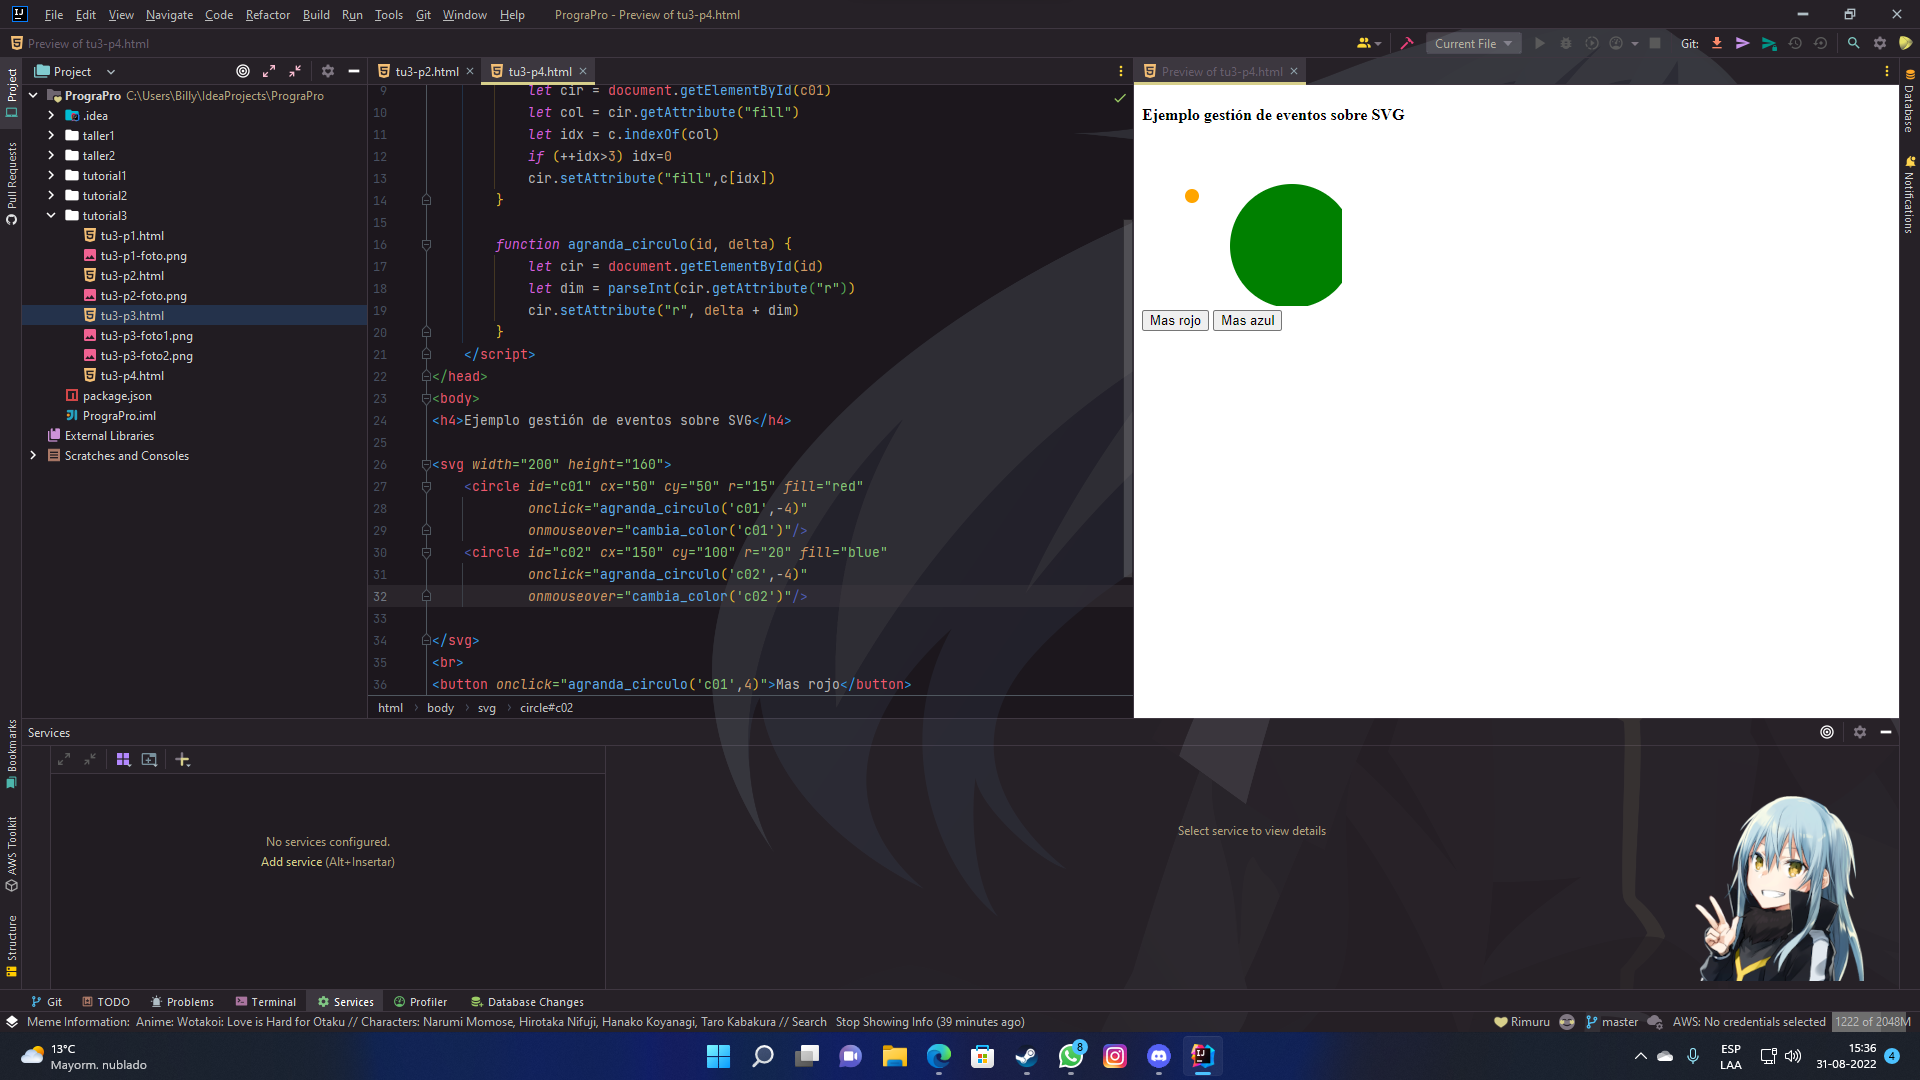 File Edit View Navigate Code Refactor Build Run Tools Git Window Help PrograPro - Preview of tu3-p4.html
Preview of tu3-p4.html
Current File
Git:
Project
tu3-p2.html
tu3-p4.html
Preview of tu3-p4.html
Project
Pull Requests
Bookmarks
AWS Toolkit
Structure
PrograPro C:\Users\Billy\IdeaProjects\PrograPro
.idea
taller1
taller2
tutorial1
tutorial2
tutorial3
tu3-p1.html
tu3-p1-foto.png
tu3-p2.html
tu3-p2-foto.png
tu3-p3.html
tu3-p3-foto1.png
tu3-p3-foto2.png
tu3-p4.html
package.json
PrograPro.iml
External Libraries
Scratches and Consoles
9 let cir = document.getElementById(c01)
10 let col = cir.getAttribute("fill")
11 let idx = c.indexOf(col)
12 if (++idx>3) idx=0
13 cir.setAttribute("fill",c[idx])
14 }
15
16 function agranda_circulo(id, delta) {
17 let cir = document.getElementById(id)
18 let dim = parseInt(cir.getAttribute("r"))
19 cir.setAttribute("r", delta + dim)
20 }
21 </script>
22 </head>
23 <body>
24 <h4>Ejemplo gestión de eventos sobre SVG</h4>
25
26 <svg width="200" height="160">
27 <circle id="c01" cx="50" cy="50" r="15" fill="red"
28 onclick="agranda_circulo('c01',-4)"
29 onmouseover="cambia_color('c01')"/>
30 <circle id="c02" cx="150" cy="100" r="20" fill="blue"
31 onclick="agranda_circulo('c02',-4)"
32 onmouseover="cambia_color('c02')"/>
33
34 </svg>
35 <br>
36 <button onclick="agranda_circulo('c01',4)">Mas rojo</button>
html body svg circle#c02
Ejemplo gestión de eventos sobre SVG
Mas rojo
Mas azul
Database
Notifications
Services
No services configured.
Add service (Alt+Insertar)
Select service to view details
Git TODO Problems Terminal Services Profiler Database Changes
Meme Information: Anime: Wotakoi: Love is Hard for Otaku // Characters: Narumi Momose, Hirotaka Nifuji, Hanako Koyanagi, Taro Kabakura // Search Stop Showing Info (39 minutes ago)
Rimuru master AWS: No credentials selected 1222 of 2048M
13°C
Mayorm. nublado
8
ESP
LAA
15:36
31-08-2022
4